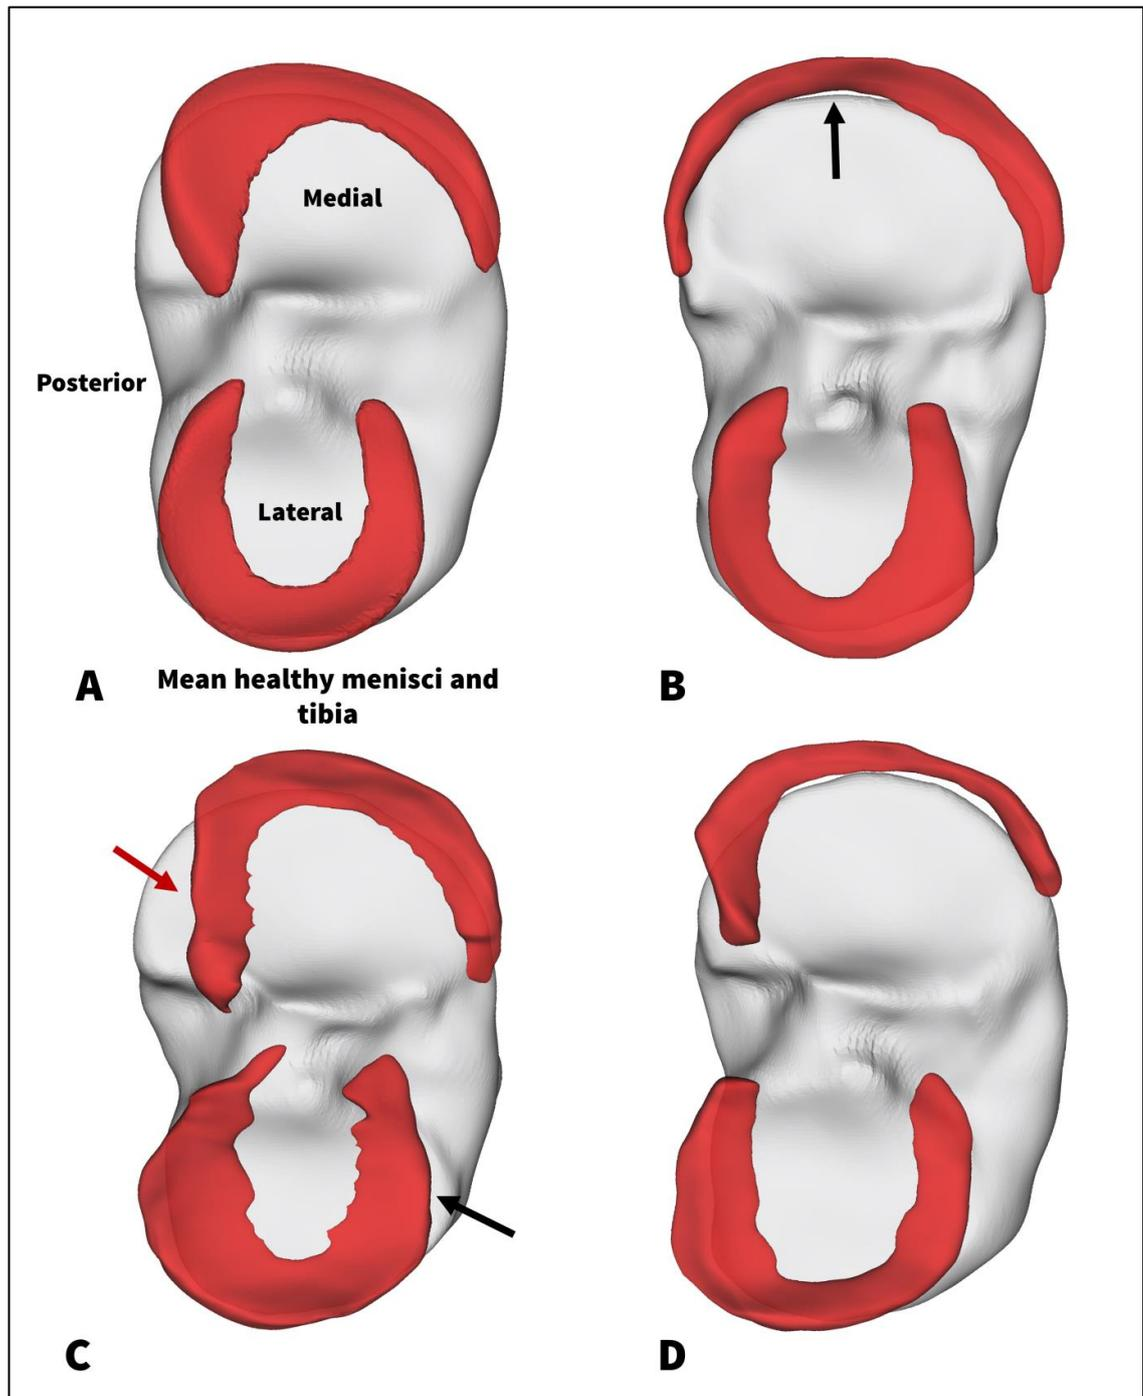 Medial
Posterior
Lateral
A
Mean healthy menisci and
tibia
B
C
D